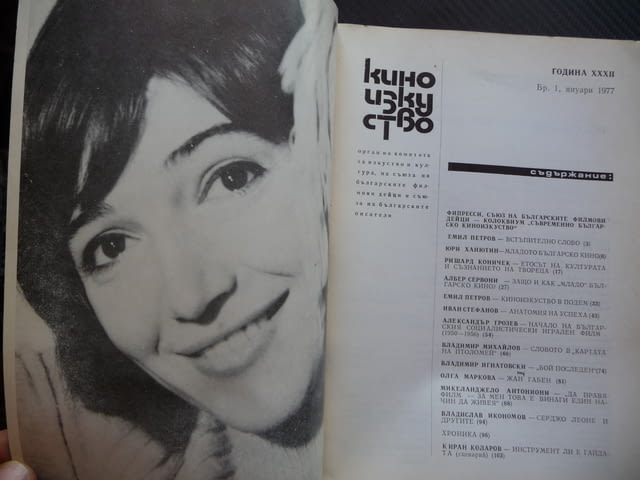 кино
изку
ство
ГОДИНА XXXII
Бр. 1, януари 1977
орган на комитета
за изкуство и кул-
тура, на съюза на
българските фил-
мови дейци и съю-
за на българските
писатели
съдържание:
ФИПРЕССИ, СЪЮЗ НА БЪЛГАРСКИТЕ ФИЛМОВИ
ДЕЙЦИ — КОЛОКВИУМ „СЪВРЕМЕННО БЪЛГАР-
СКО КИНОИЗКУСТВО"
ЕМИЛ ПЕТРОВ — ВСТЪПИТЕЛНО СЛОВО (3)
ЮРИ ХАНЮТИН — МЛАДОТО БЪЛГАРСКО КИНО (6)
РИШАРД КОНИЧЕК — ЕТОСЪТ НА КУЛТУРАТА
И СЪЗНАНИЕТО НА ТВОРЕЦА (17)
АЛБЕР СЕРВОНИ — ЗАЩО И КАК „МЛАДО" БЪЛ-
ГАРСКО КИНО? (27)
ЕМИЛ ПЕТРОВ — КИНОИЗКУСТВО В ПОДЕМ (32)
ИВАН СТЕФАНОВ — АНАТОМИЯ НА УСПЕХА (43)
АЛЕКСАНДЪР ГРОЗЕВ — НАЧАЛО НА БЪЛГАР-
СКИЯ СОЦИАЛИСТИЧЕСКИ ИГРАЛЕН ФИЛМ
(1950—1956) (54)
ВЛАДИМИР МИХАЙЛОВ — СЛОВОТО В „КАРТАТА
НА ПТОЛОМЕЙ" (66)
ВЛАДИМИР ИГНАТОВСКИ — „БОЙ ПОСЛЕДЕН" (74)
ОЛГА МАРКОВА — ЖАН ГАБЕН (81)
МИКЕЛАНДЖЕЛО АНТОНИОНИ — „ДА ПРАВЯ
ФИЛМ — ЗА МЕН ТОВА Е ВИНАГИ ЕДИН НА-
ЧИН ДА ЖИВЕЯ" (88)
ВЛАДИСЛАВ ИКОНОМОВ — СЕРДЖО ЛЕОНЕ И
ДРУГИТЕ (94)
ХРОНИКА (98)
КИРАН КОЛАРОВ — ИНСТРУМЕНТ ЛИ Е ГАЙДА-
ТА (сценарий) (103)